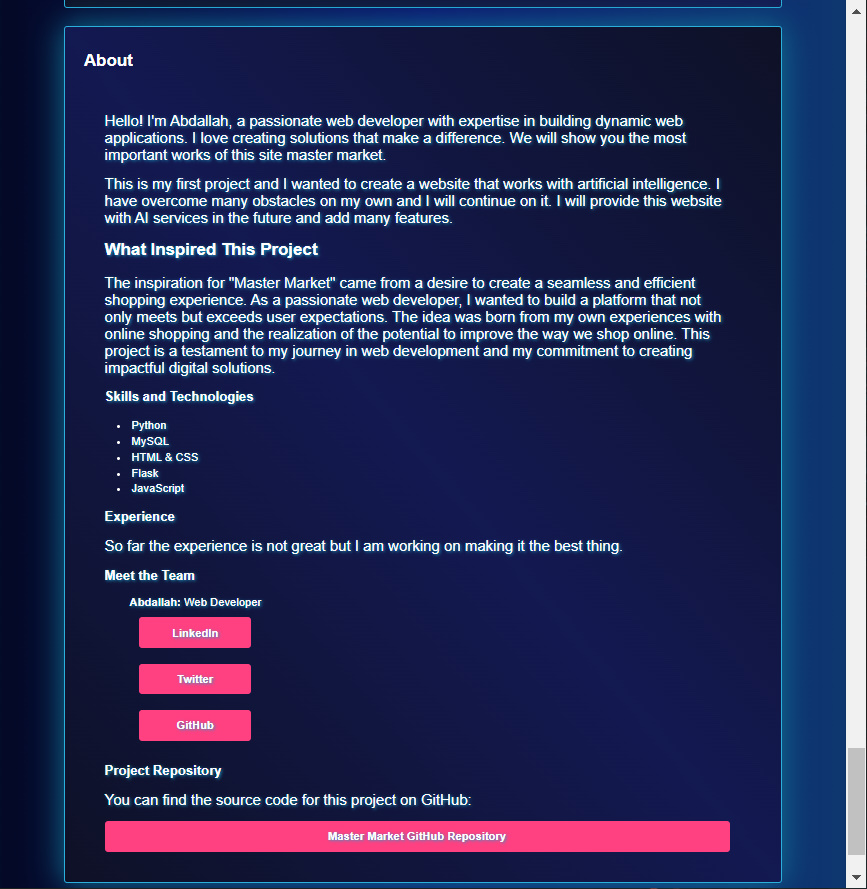 About
Hello! I'm Abdallah, a passionate web developer with expertise in building dynamic web
applications. I love creating solutions that make a difference. We will show you the most
important works of this site master market.
This is my first project and I wanted to create a website that works with artificial intelligence. I
have overcome many obstacles on my own and I will continue on it. I will provide this website
with AI services in the future and add many features.
What Inspired This Project
The inspiration for "Master Market" came from a desire to create a seamless and efficient
shopping experience. As a passionate web developer, I wanted to build a platform that not
only meets but exceeds user expectations. The idea was born from my own experiences with
online shopping and the realization of the potential to improve the way we shop online. This
project is a testament to my journey in web development and my commitment to creating
impactful digital solutions.
Skills and Technologies
• Python
• MySQL
• HTML & CSS
• Flask
• JavaScript
Experience
So far the experience is not great but I am working on making it the best thing.
Meet the Team
Abdallah: Web Developer
LinkedIn
Twitter
GitHub
Project Repository
You can find the source code for this project on GitHub:
Master Market GitHub Repository